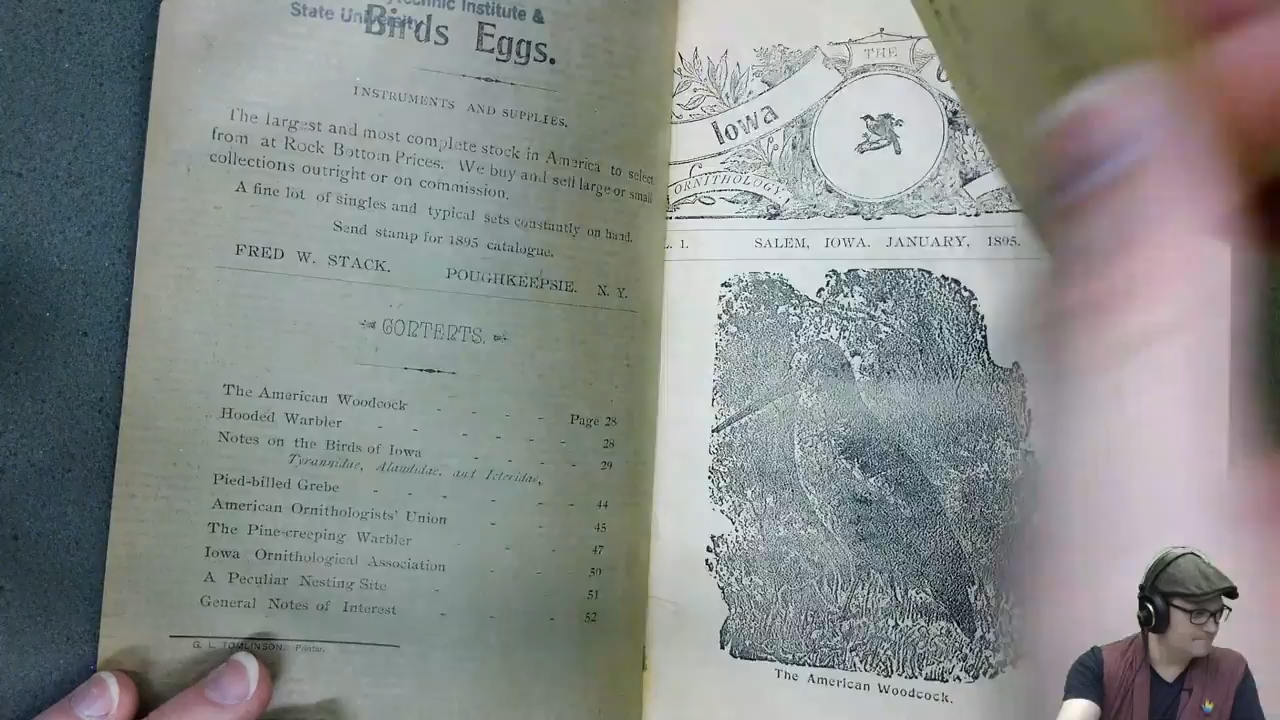 Institute &
State
Birds Eggs.
INSTRUMENTS AND SUPPLIES.
The largest and most complete stock in America to select
from at Rock Bottom Prices. We buy and sell large or small
collections outright or on commission.
A fine lot of singles and typical sets constantly on hand.
Send stamp for 1895 catalogue.
FRED W. STACK. POUGHKEEPSIE. N. Y.
CONTENTS.
The American Woodcock - - - - Page 28
Hooded Warbler - - - - - - 28
Notes on the Birds of Iowa - - - - 29
Tyrannidae, Alaudidae, and Icteridae,
Pied-billed Grebe - - - - - - 44
American Ornithologists' Union - - - 45
The Pine-creeping Warbler - - - 47
Iowa Ornithological Association - - 50
A Peculiar Nesting Site - - - 51
General Notes of Interest - - - 52
G. L. TOMLINSON. Printer.
THE
Iowa
ORNITHOLOGY
1. SALEM, IOWA. JANUARY, 1895.
The American Woodcock.